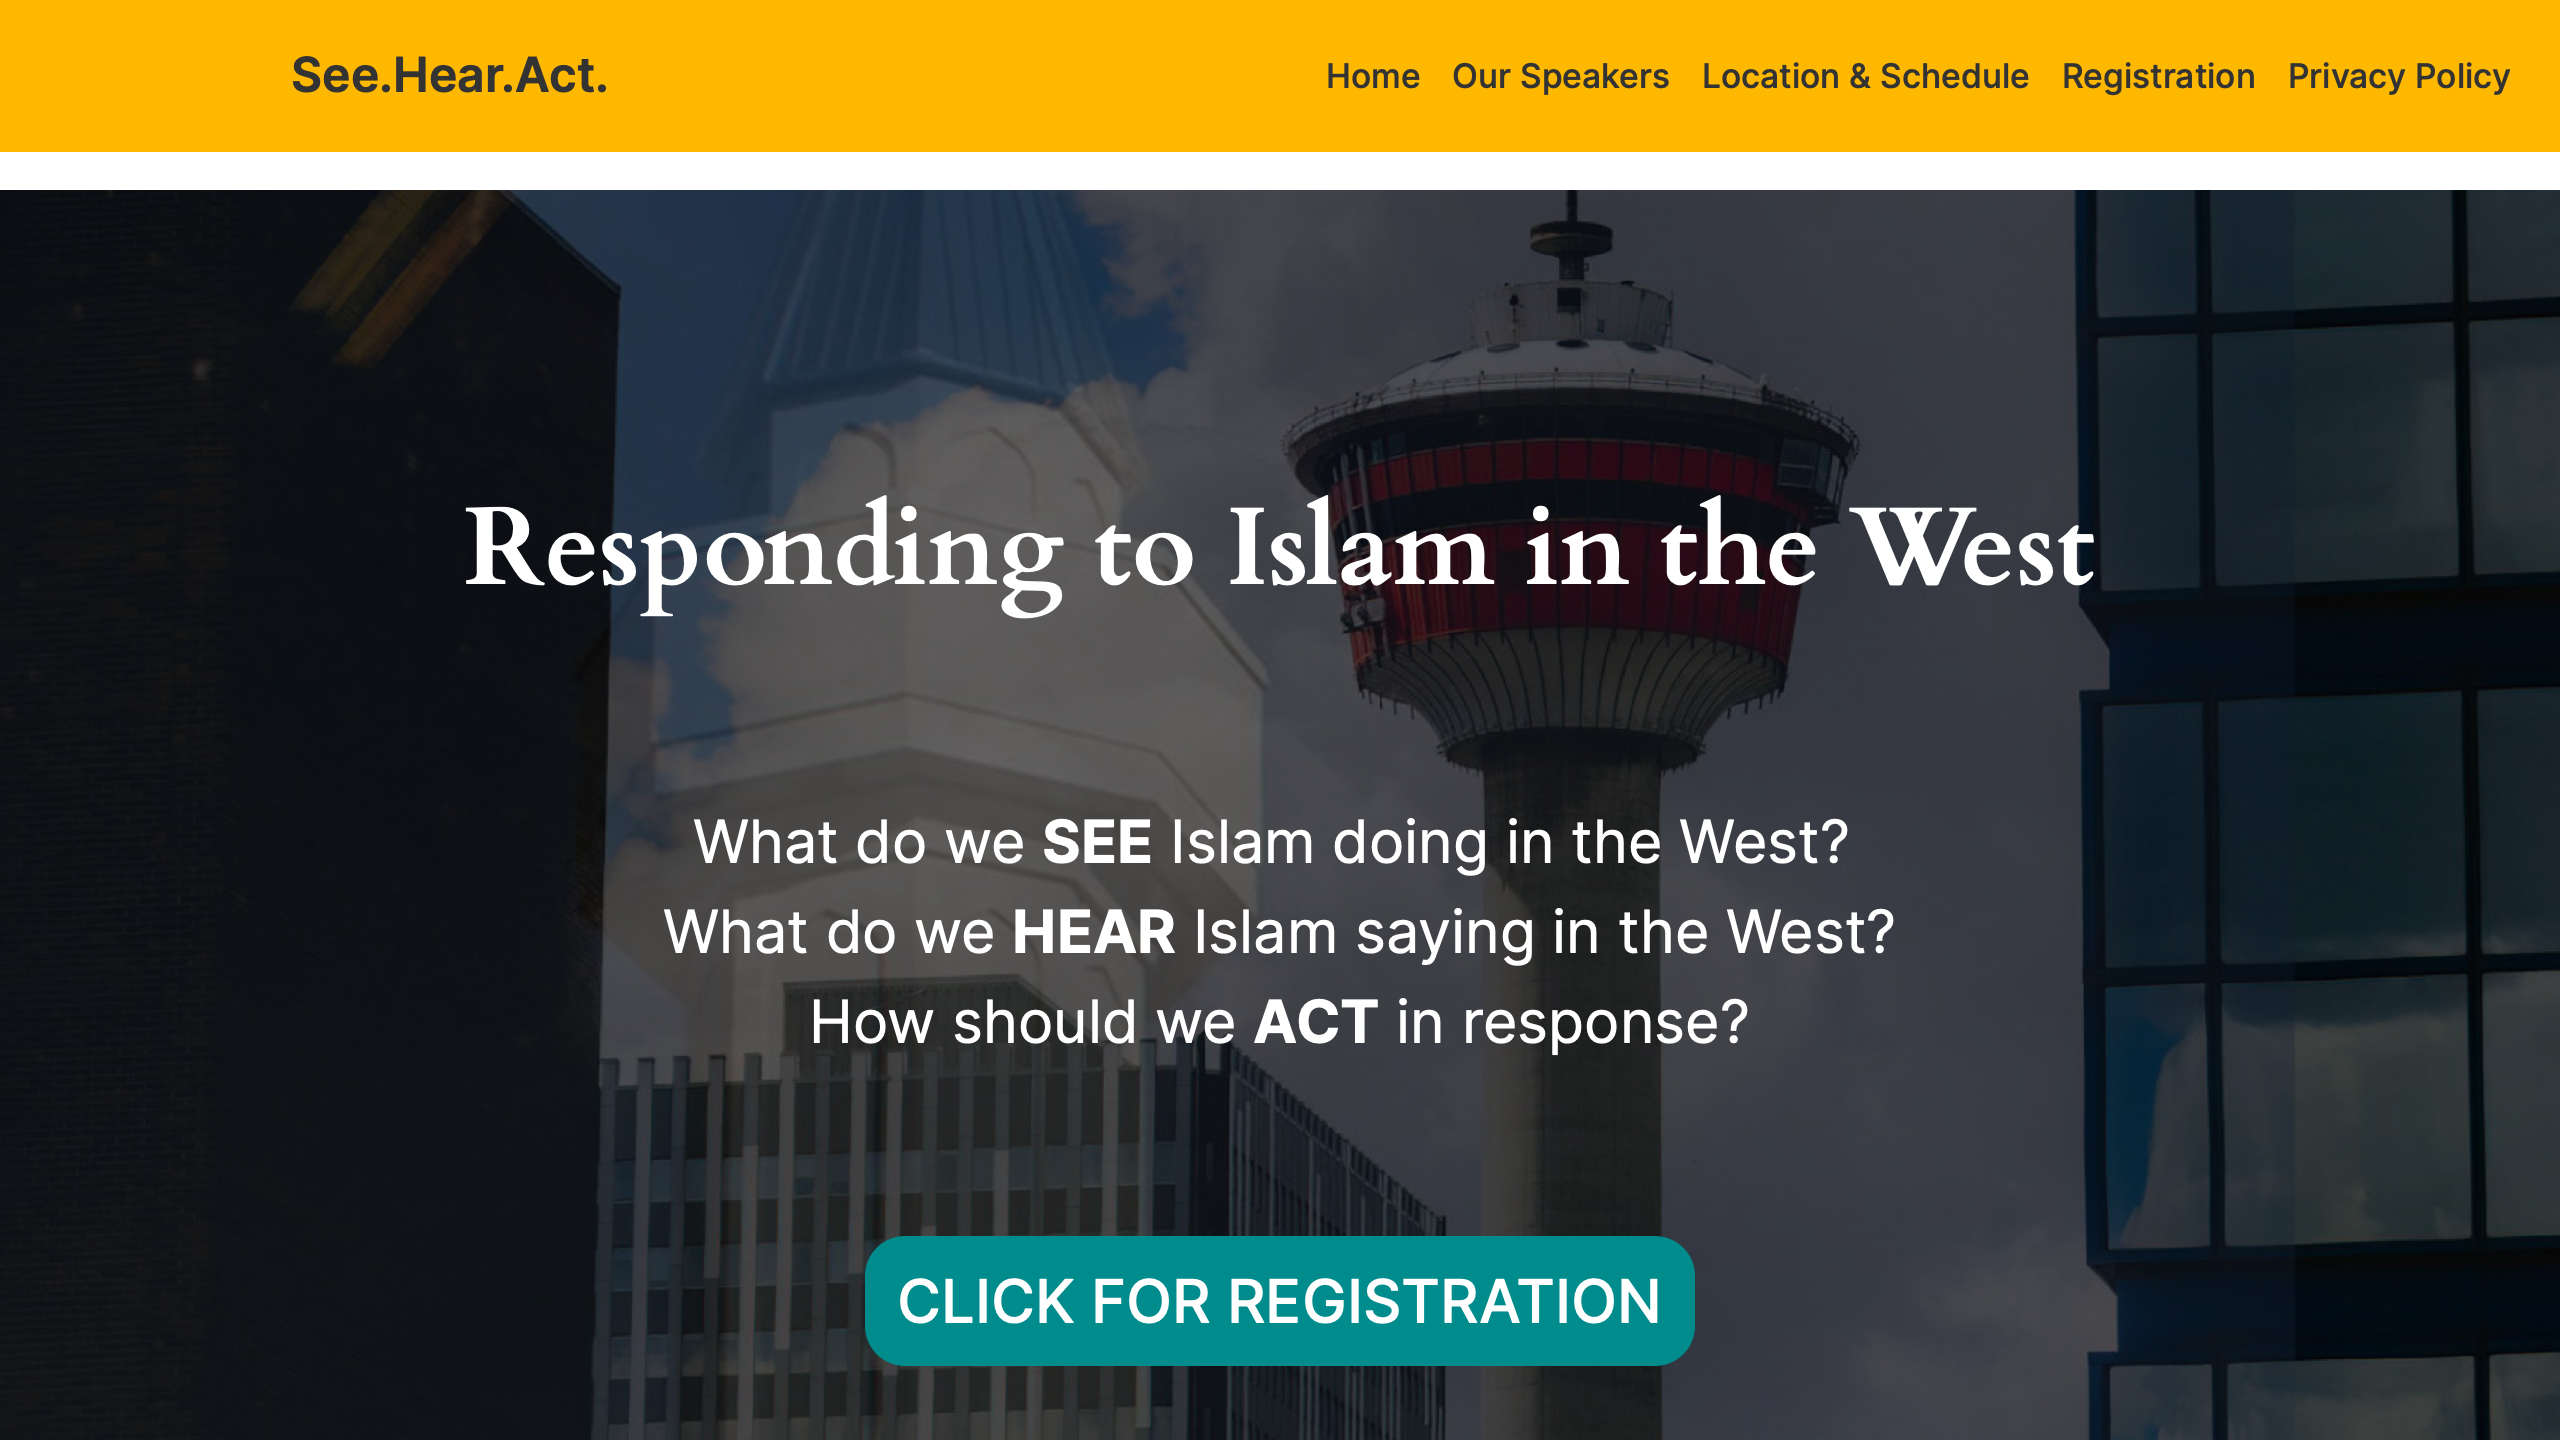 See.Hear.Act.
Home Our Speakers Location & Schedule Registration Privacy Policy
Responding to Islam in the West
What do we SEE Islam doing in the West?
What do we HEAR Islam saying in the West?
How should we ACT in response?
CLICK FOR REGISTRATION